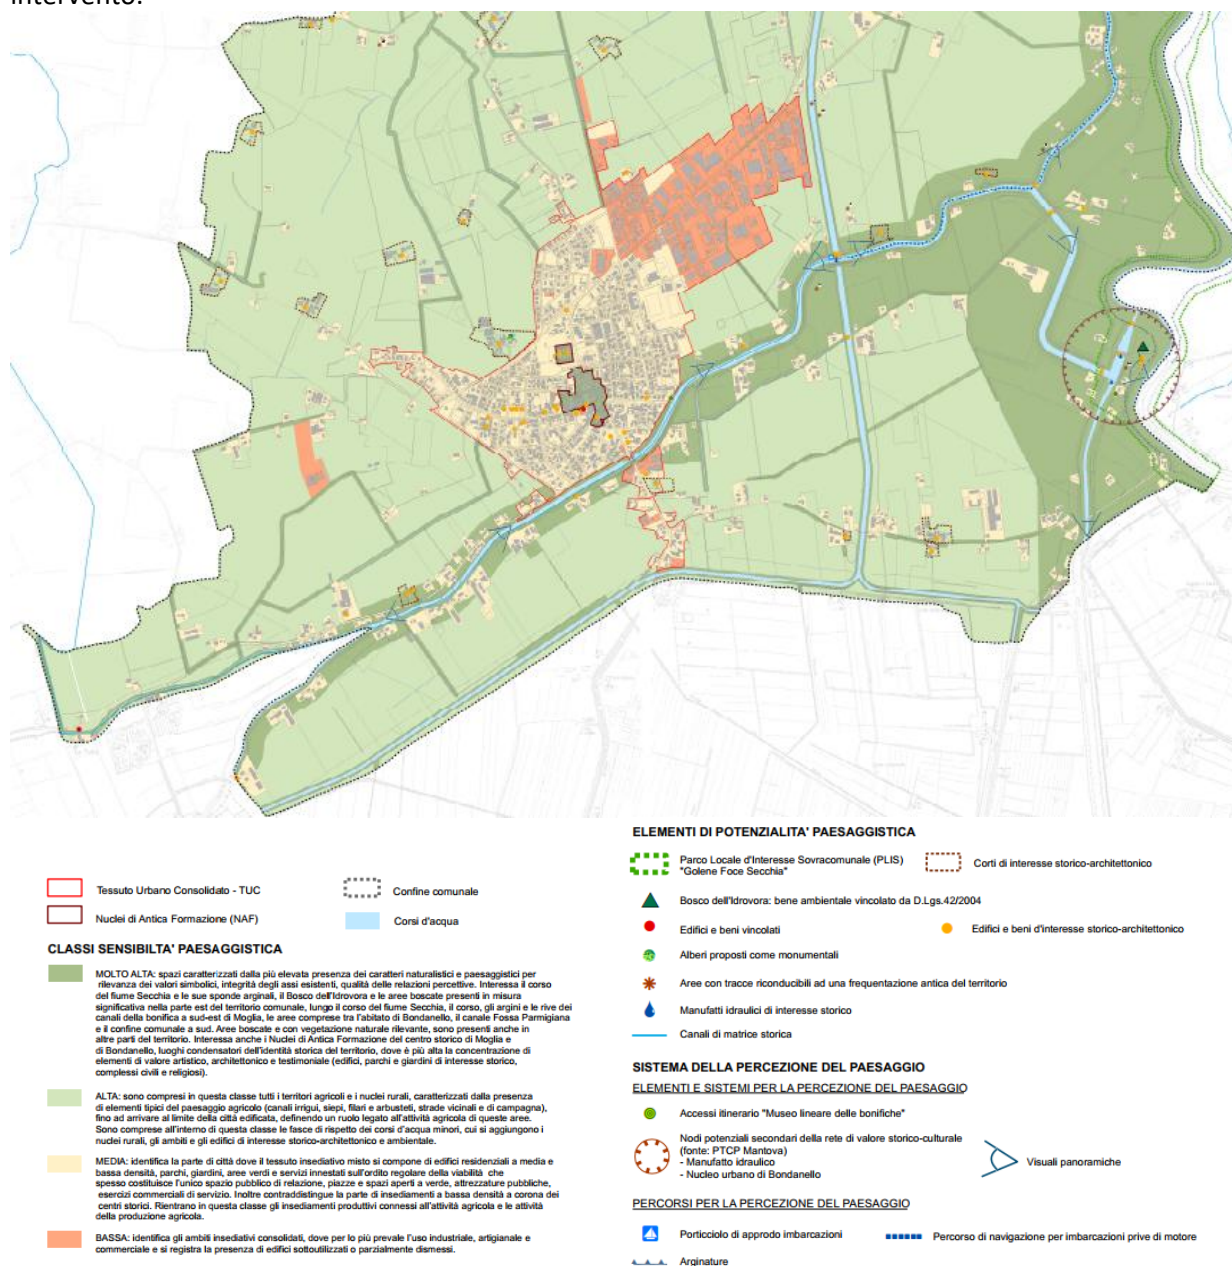 intervento.
ELEMENTI DI POTENZIALITA' PAESAGGISTICA
Parco Locale d'Interesse Sovracomunale (PLIS)
"Golene Foce Secchia"
Corti di interesse storico-architettonico
Tessuto Urbano Consolidato - TUC
Confine comunale
Nuclei di Antica Formazione (NAF)
Corsi d'acqua
Bosco dell'Idrovora: bene ambientale vincolato da D.Lgs.42/2004
Edifici e beni vincolati
Edifici e beni d'interesse storico-architettonico
Alberi proposti come monumentali
Aree con tracce riconducibili ad una frequentazione antica del territorio
Manufatti idraulici di interesse storico
Canali di matrice storica
CLASSI SENSIBILTA' PAESAGGISTICA
MOLTO ALTA: spazi caratterizzati dalla più elevata presenza dei caratteri naturalistici e paesaggistici per
rilevanza dei valori simbolici, integrità degli assi esistenti, qualità delle relazioni percettive. Interessa il corso
del fiume Secchia e le sue sponde arginali, il Bosco dell'Idrovora e le aree boscate presenti in misura
significativa nella parte est del territorio comunale, lungo il corso del fiume Secchia, il corso, gli argini e le rive dei
canali della bonifica a sud-est di Moglia, le aree comprese tra l'abitato di Bondanello, il canale Fossa Parmigiana
e il confine comunale a sud. Aree boscate e con vegetazione naturale rilevante, sono presenti anche in
altre parti del territorio. Interessa anche i Nuclei di Antica Formazione del centro storico di Moglia e
di Bondanello, luoghi condensatori dell'identità storica del territorio, dove è più alta la concentrazione di
elementi di valore artistico, architettonico e testimoniale (edifici, parchi e giardini di interesse storico,
complessi civili e religiosi).
ALTA: sono compresi in questa classe tutti i territori agricoli e i nuclei rurali, caratterizzati dalla presenza
di elementi tipici del paesaggio agricolo (canali irrigui, siepi, filari e arbusteti, strade vicinali e di campagna),
fino ad arrivare al limite della città edificata, definendo un ruolo legato all'attività agricola di queste aree.
Sono comprese all'interno di questa classe le fasce di rispetto dei corsi d'acqua minori, cui si aggiungono i
nuclei rurali, gli ambiti e gli edifici di interesse storico-architettonico e ambientale.
MEDIA: identifica la parte di città dove il tessuto insediativo misto si compone di edifici residenziali a media e
bassa densità, parchi, giardini, aree verdi e servizi innestati sull'ordito regolare della viabilità che
spesso costituisce l'unico spazio pubblico di relazione, piazze e spazi aperti a verde, attrezzature pubbliche,
esercizi commerciali di servizio. Inoltre contraddistingue la parte di insediamenti a bassa densità a corona dei
centri storici. Rientrano in questa classe gli insediamenti produttivi connessi all'attività agricola e le attività
della produzione agricola.
BASSA: identifica gli ambiti insediativi consolidati, dove per lo più prevale l'uso industriale, artigianale e
commerciale e si registra la presenza di edifici sottoutilizzati o parzialmente dismessi.
SISTEMA DELLA PERCEZIONE DEL PAESAGGIO
ELEMENTI E SISTEMI PER LA PERCEZIONE DEL PAESAGGIO
Accessi itinerario "Museo lineare delle bonifiche"
Nodi potenziali secondari della rete di valore storico-culturale
(fonte: PTCP Mantova)
- Manufatto idraulico
- Nucleo urbano di Bondanello
Visuali panoramiche
PERCORSI PER LA PERCEZIONE DEL PAESAGGIO
Porticciolo di approdo imbarcazioni
Percorso di navigazione per imbarcazioni prive di motore
Arginature